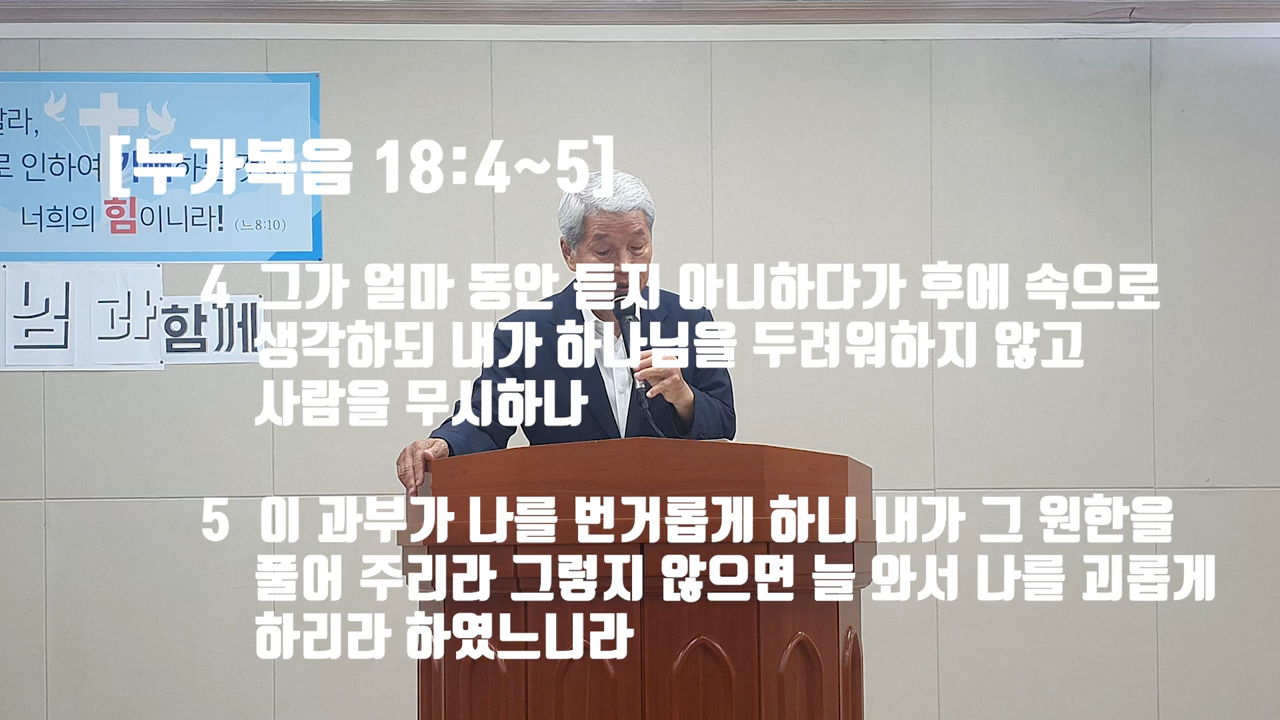 [누가복음 18:4~5]
4 그가 얼마 동안 듣지 아니하다가 후에 속으로
생각하되 내가 하나님을 두려워하지 않고
사람을 무시하나
5 이 과부가 나를 번거롭게 하니 내가 그 원한을
풀어 주리라 그렇지 않으면 늘 와서 나를 괴롭게
하리라 하였느니라
로 인하여
너희의 힘이니라! (느8:10)
함께